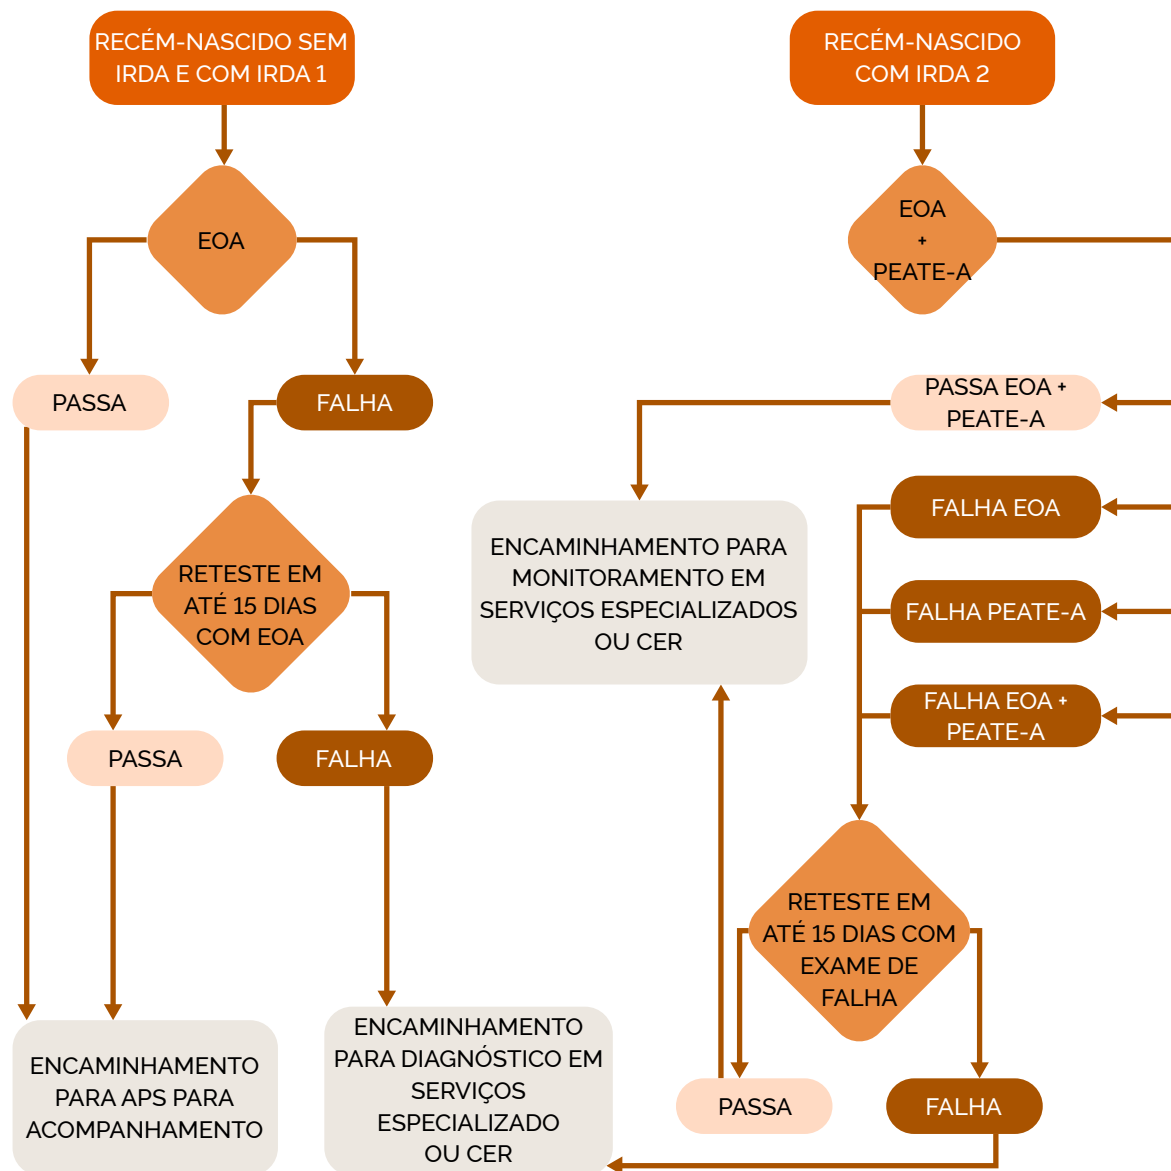 RECÉM-NASCIDO SEM
IRDA E COM IRDA 1
EOA
PASSA
FALHA
RETESTE EM
ATÉ 15 DIAS
COM EOA
PASSA
FALHA
ENCAMINHAMENTO
PARA APS PARA
ACOMPANHAMENTO
ENCAMINHAMENTO
PARA DIAGNÓSTICO EM
SERVIÇOS
ESPECIALIZADO
OU CER
RECÉM-NASCIDO
COM IRDA 2
EOA
+
PEATE-A
PASSA EOA +
PEATE-A
FALHA EOA
FALHA PEATE-A
FALHA EOA +
PEATE-A
ENCAMINHAMENTO PARA
MONITORAMENTO EM
SERVIÇOS ESPECIALIZADOS
OU CER
RETESTE EM
ATÉ 15 DIAS COM
EXAME DE
FALHA
PASSA
FALHA